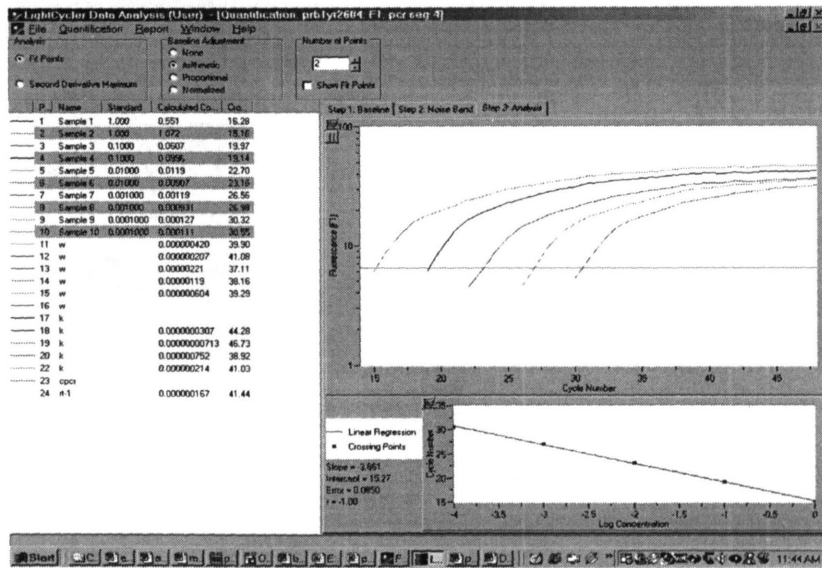 LightCycler Data Analysis (User) - [Quantification, prb1yr2604, F1, pcr seg 4]
File Quantification Report Window Help
Analysis
Fit Points
Second Derivative Maximum
Baseline Adjustment
None
Arithmetic
Proportional
Normalized
Number of Points
2
Show Fit Points
P... Name Standard Calculated Co... Cro...
1 Sample 1 1.000 0.551 16.28
2 Sample 2 1.000 1.072 15.16
3 Sample 3 0.1000 0.0607 19.97
4 Sample 4 0.1000 0.0996 19.14
5 Sample 5 0.01000 0.0119 22.70
6 Sample 6 0.01000 0.00907 23.16
7 Sample 7 0.001000 0.00119 26.56
8 Sample 8 0.001000 0.000931 26.98
9 Sample 9 0.0001000 0.000127 30.32
10 Sample 10 0.0001000 0.000111 30.55
11 w 0.000000420 39.90
12 w 0.000000207 41.08
13 w 0.00000221 37.11
14 w 0.00000119 38.16
15 w 0.000000604 39.29
16 w
17 k
18 k 0.0000000307 44.28
19 k 0.00000000713 46.73
20 k 0.000000752 38.92
22 k 0.000000214 41.03
23 cpcr
24 rt-1 0.000000167 41.44
Step 1: Baseline Step 2: Noise Band Step 3: Analysis
Fluorescence (F1)
100
10
1
15 20 25 30 35 40 45
Cycle Number
Linear Regression
Crossing Points
Intercept = 15.27
Error = 0.0850
r = -1.00
Cycle Number
35
30
25
20
15
-4 -3.5 -3 -2.5 -2 -1.5 -1 -0.5 0
Log Concentration
Start
11:44 AM